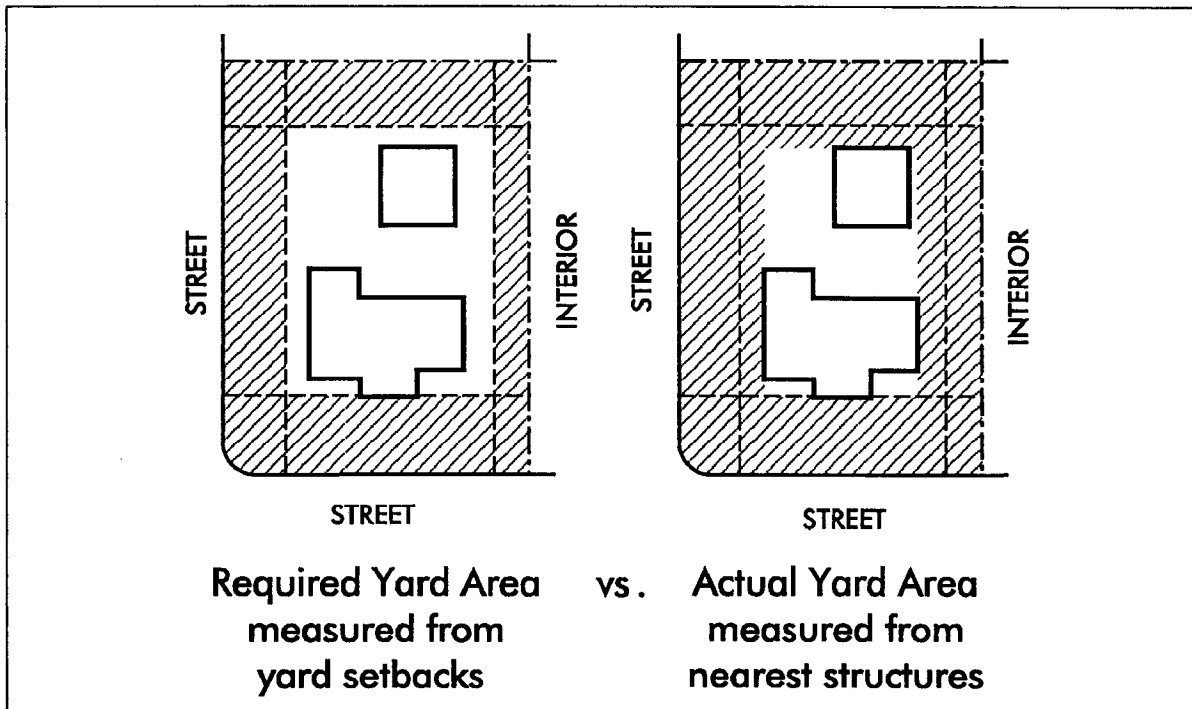 STREET
INTERIOR
STREET
STREET
INTERIOR
STREET
Required Yard Area
measured from
yard setbacks
vs.
Actual Yard Area
measured from
nearest structures